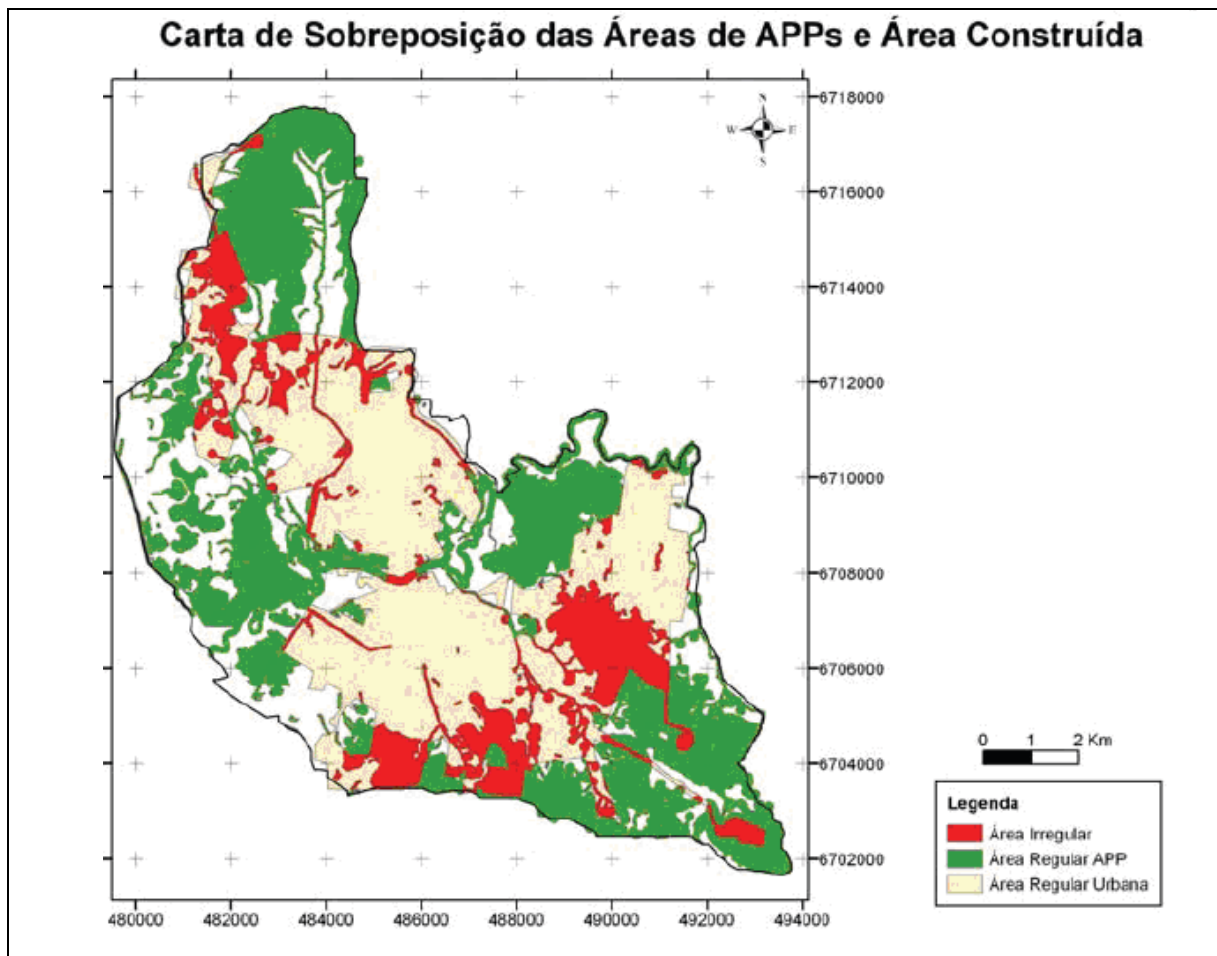 Carta de Sobreposição das Áreas de APPs e Área Construída
N
W E
S
6718000
6716000
6714000
6712000
6710000
6708000
6706000
6704000
6702000
480000 482000 484000 486000 488000 490000 492000 494000
0 1 2 Km
Legenda
Área Irregular
Área Regular APP
Área Regular Urbana